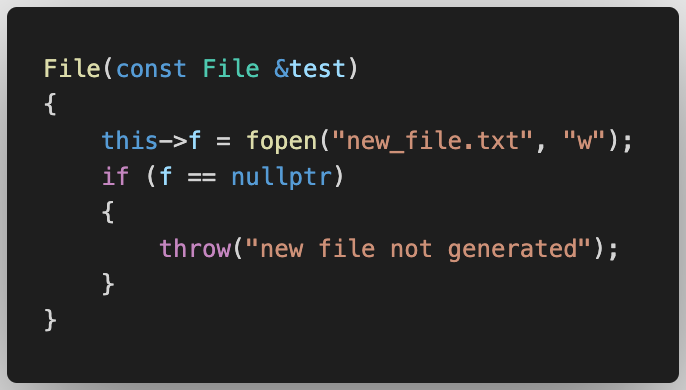 File(const File &test)
{
    this->f = fopen("new_file.txt", "w");
    if (f == nullptr)
    {
        throw("new file not generated");
    }
}